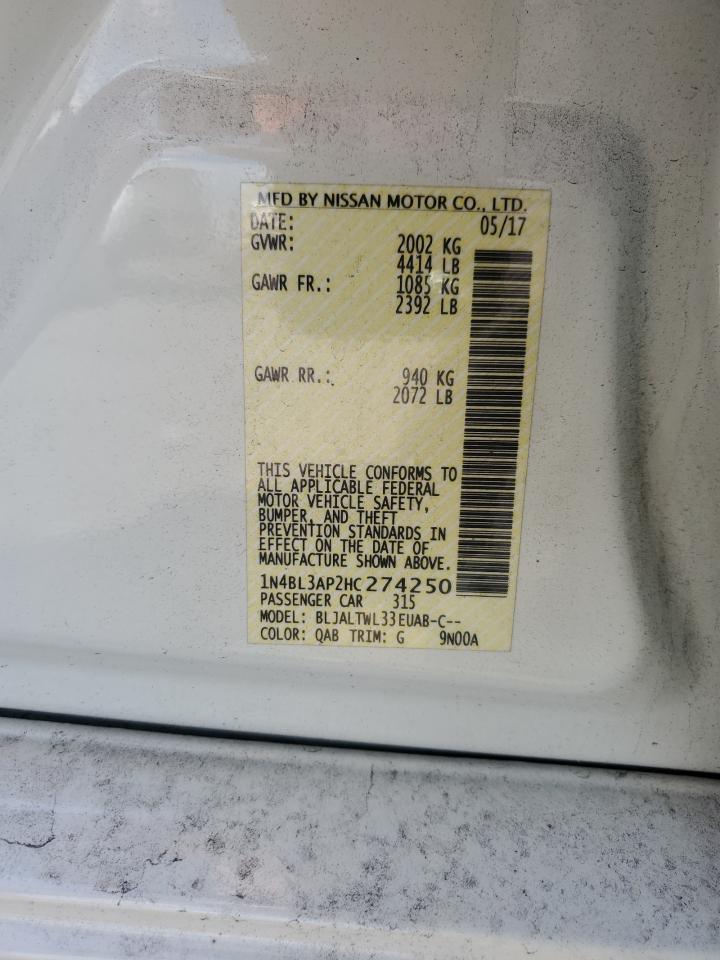 MFD BY NISSAN MOTOR CO., LTD.
DATE: 05/17
GVWR: 2002 KG
4414 LB
GAWR FR.: 1085 KG
2392 LB
GAWR RR.: 940 KG
2072 LB
THIS VEHICLE CONFORMS TO
ALL APPLICABLE FEDERAL
MOTOR VEHICLE SAFETY,
BUMPER, AND THEFT
PREVENTION STANDARDS IN
EFFECT ON THE DATE OF
MANUFACTURE SHOWN ABOVE.
1N4BL3AP2HC274250
PASSENGER CAR 315
MODEL: BLJALTWL33EUAB-C--
COLOR: QAB TRIM: G 9N00A